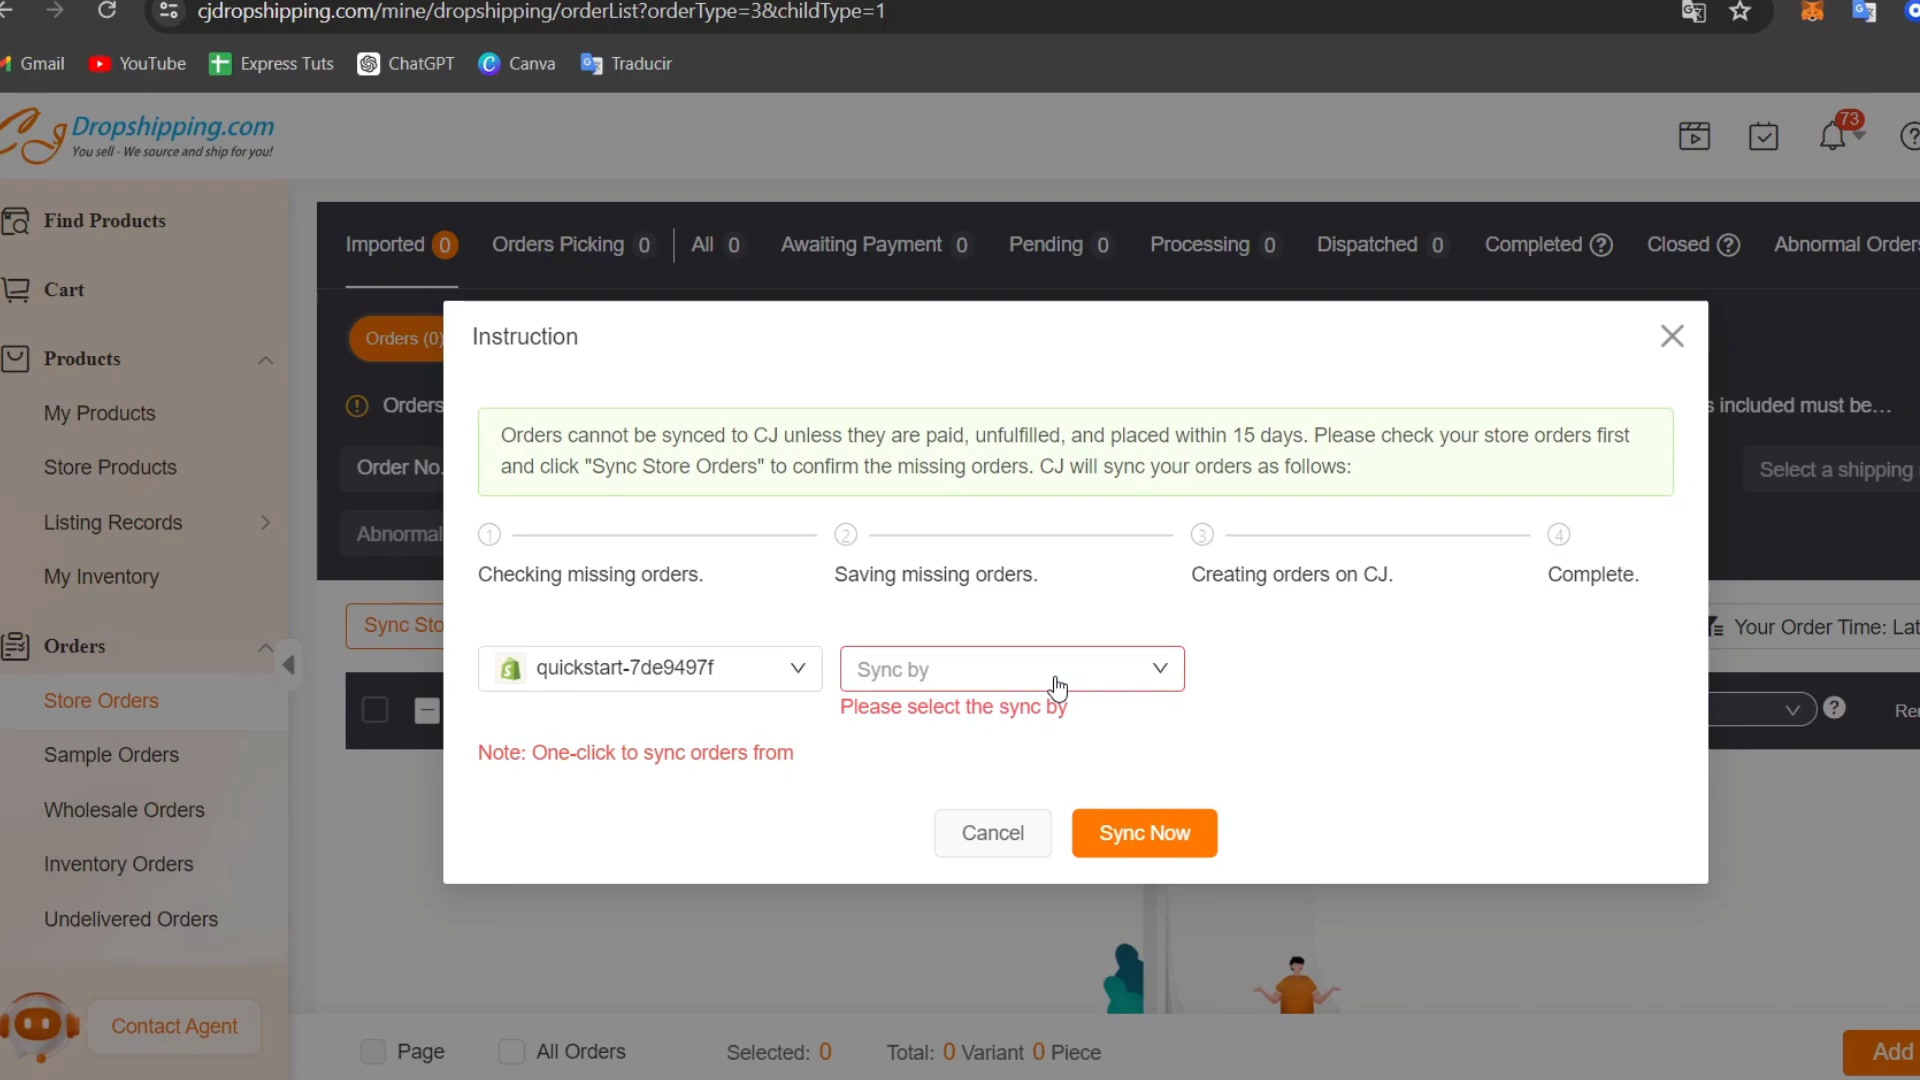 cjdropshipping.com/mine/dropshipping/orderList?orderType=3&childType=1
Gmail YouTube Express Tuts ChatGPT Canva Traducir
Dropshipping.com
You sell - We source and ship for you!
73
Find Products
Cart
Products
My Products
Store Products
Listing Records
My Inventory
Orders
Store Orders
Sample Orders
Wholesale Orders
Inventory Orders
Undelivered Orders
Contact Agent
Imported 0 Orders Picking 0 All 0 Awaiting Payment 0 Pending 0 Processing 0 Dispatched 0 Completed Closed Abnormal Orders
Orders (0)
Orders
s included must be...
Order No.
Select a shipping
Abnormal
Sync Sto
Your Order Time: Lat
Rer
Instruction
Orders cannot be synced to CJ unless they are paid, unfulfilled, and placed within 15 days. Please check your store orders first
and click "Sync Store Orders" to confirm the missing orders. CJ will sync your orders as follows:
1 2 3 4
Checking missing orders. Saving missing orders. Creating orders on CJ. Complete.
quickstart-7de9497f Sync by
Please select the sync by
Note: One-click to sync orders from
Cancel Sync Now
Page All Orders Selected: 0 Total: 0 Variant 0 Piece
Add